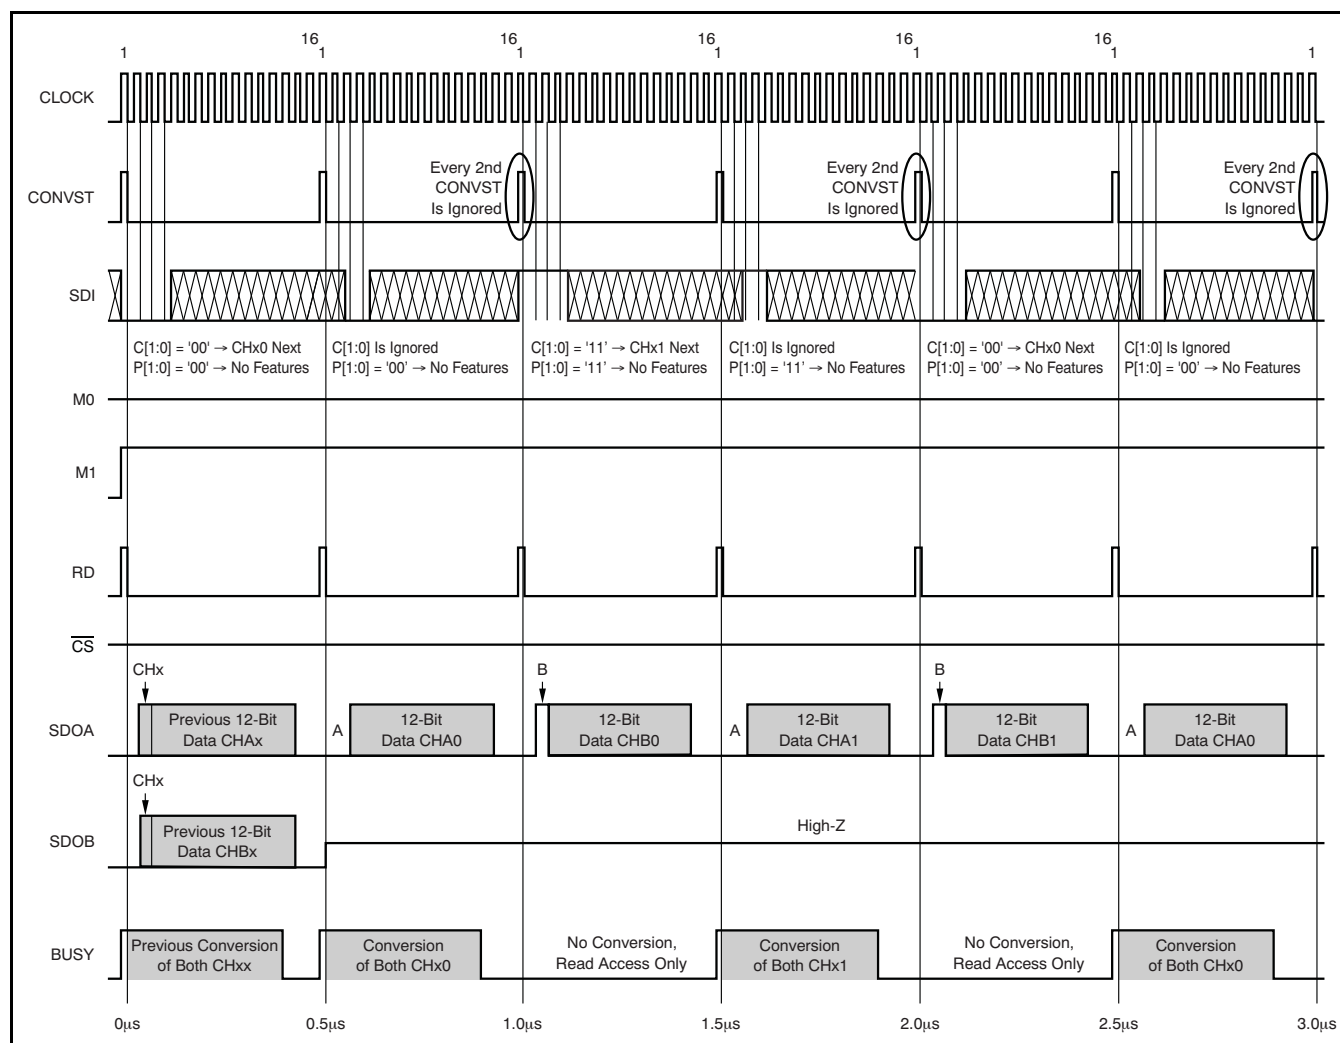 1 16 1 16 1 16 1 16 1 16 1 1
CLOCK
CONVST
Every 2nd
CONVST
Is Ignored
Every 2nd
CONVST
Is Ignored
Every 2nd
CONVST
Is Ignored
SDI
C[1:0] = '00' → CHx0 Next
P[1:0] = '00' → No Features
C[1:0] Is Ignored
P[1:0] = '00' → No Features
C[1:0] = '11' → CHx1 Next
P[1:0] = '11' → No Features
C[1:0] Is Ignored
P[1:0] = '11' → No Features
C[1:0] = '00' → CHx0 Next
P[1:0] = '00' → No Features
C[1:0] Is Ignored
P[1:0] = '00' → No Features
M0
M1
RD
CS
CHx
B
B
SDOA
Previous 12-Bit
Data CHAx
A
12-Bit
Data CHA0
12-Bit
Data CHB0
A
12-Bit
Data CHA1
12-Bit
Data CHB1
A
12-Bit
Data CHA0
CHx
SDOB
Previous 12-Bit
Data CHBx
High-Z
BUSY
Previous Conversion
of Both CHxx
Conversion
of Both CHx0
No Conversion,
Read Access Only
Conversion
of Both CHx1
No Conversion,
Read Access Only
Conversion
of Both CHx0
0μs 0.5μs 1.0μs 1.5μs 2.0μs 2.5μs 3.0μs